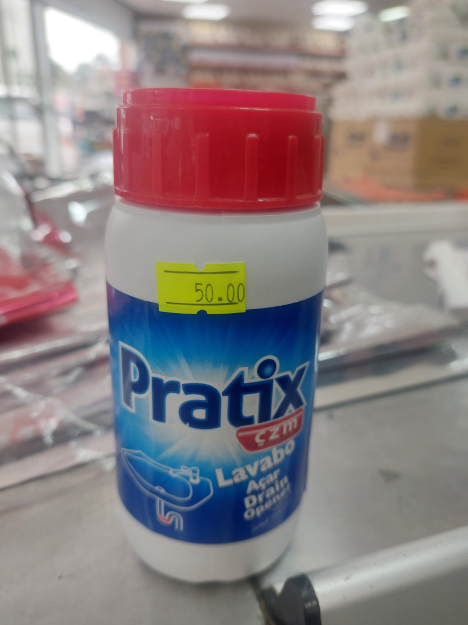 50.00
Pratix
çzm
Lavabo
Açar
Drain
Opener